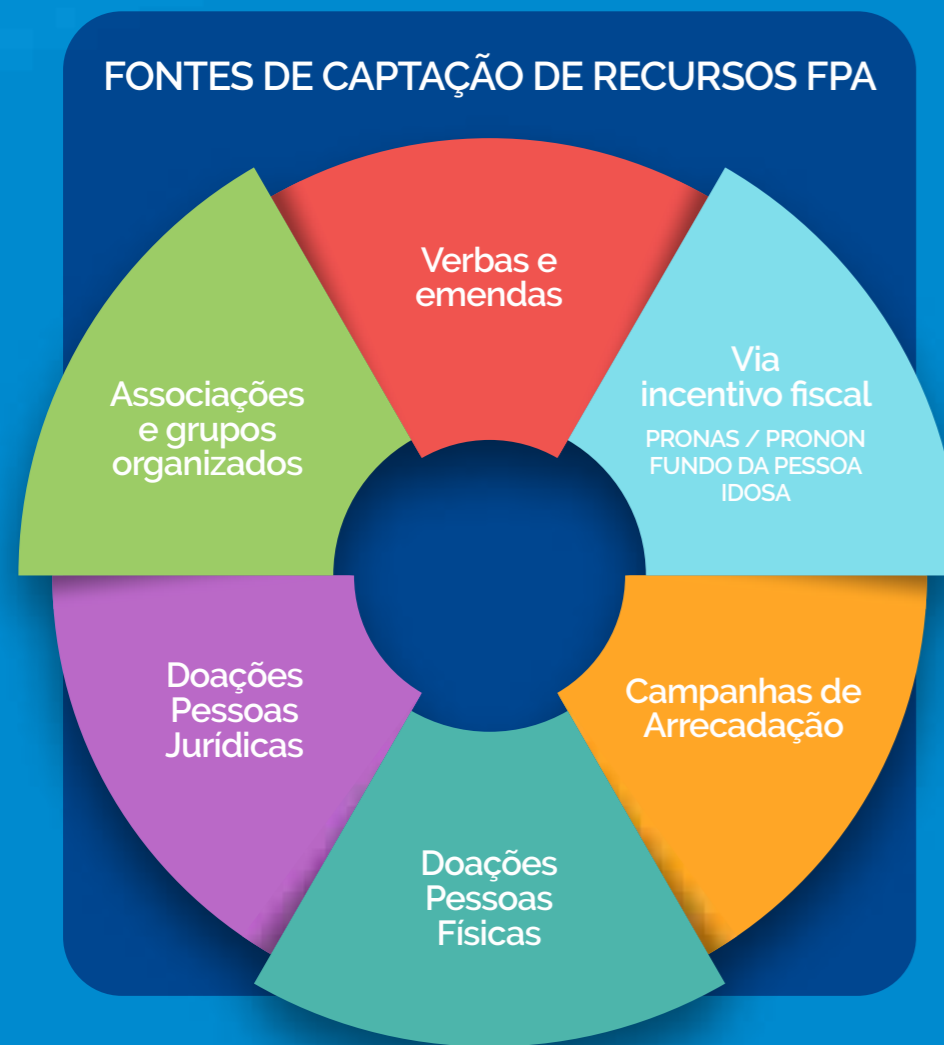 FONTES DE CAPTAÇÃO DE RECURSOS FPA
Verbas e
emendas
Via
incentivo fiscal
PRONAS / PRONON
FUNDO DA PESSOA
IDOSA
Campanhas de
Arrecadação
Doações
Pessoas
Físicas
Doações
Pessoas
Jurídicas
Associações
e grupos
organizados